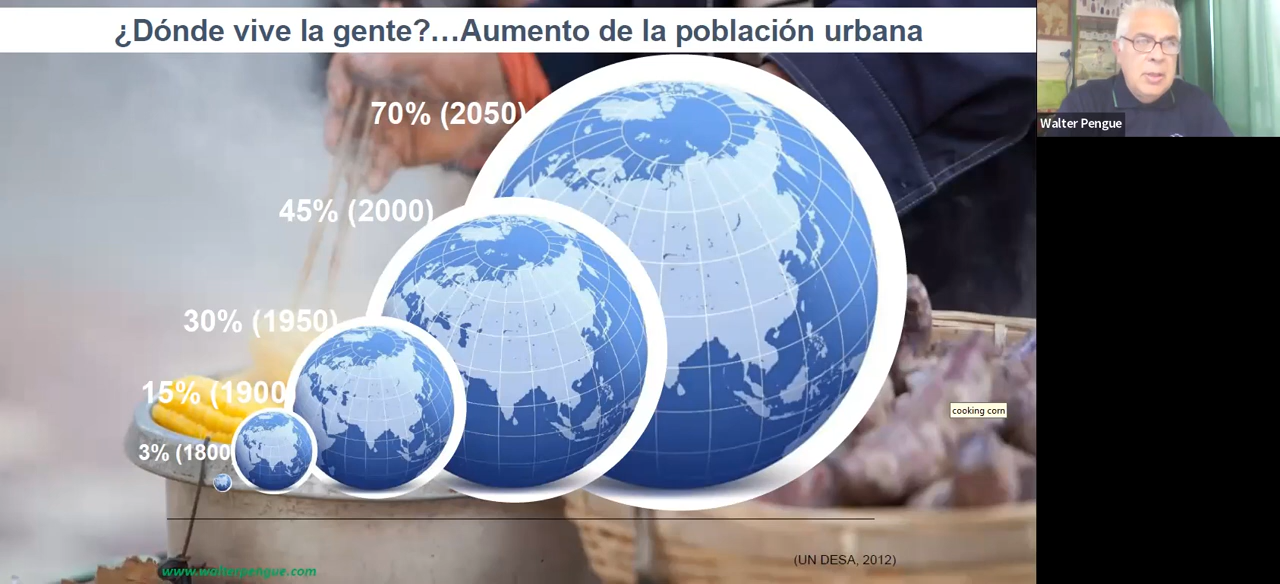 ¿Dónde vive la gente?...Aumento de la población urbana
70% (2050)
45% (2000)
30% (1950)
15% (1900
3% (1800
Walter Pengue
cooking corn
(UN DESA, 2012)
www.walterpengue.com